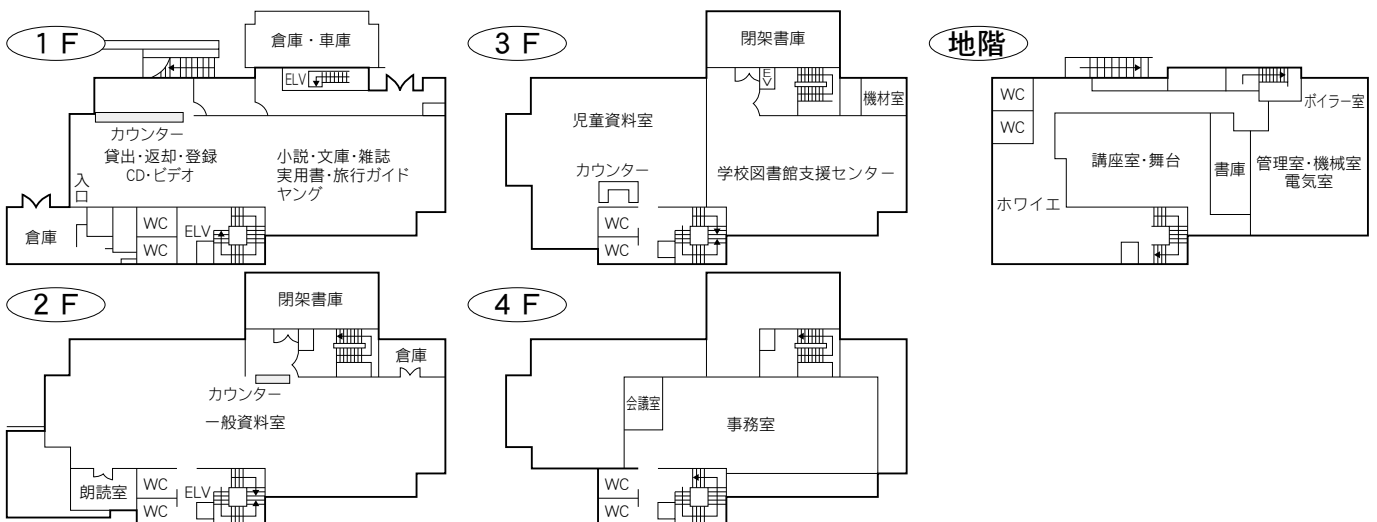 1 F
倉庫・車庫
ELV
カウンター
貸出・返却・登録
CD・ビデオ
小説・文庫・雑誌
実用書・旅行ガイド
ヤング
入口
倉庫
WC
WC
ELV
2 F
閉架書庫
倉庫
カウンター
一般資料室
朗読室
WC
WC
ELV
3 F
閉架書庫
EV
機材室
児童資料室
カウンター
学校図書館支援センター
WC
WC
4 F
会議室
事務室
WC
WC
地階
WC
WC
ボイラー室
講座室・舞台
書庫
管理室・機械室
電気室
ホワイエ